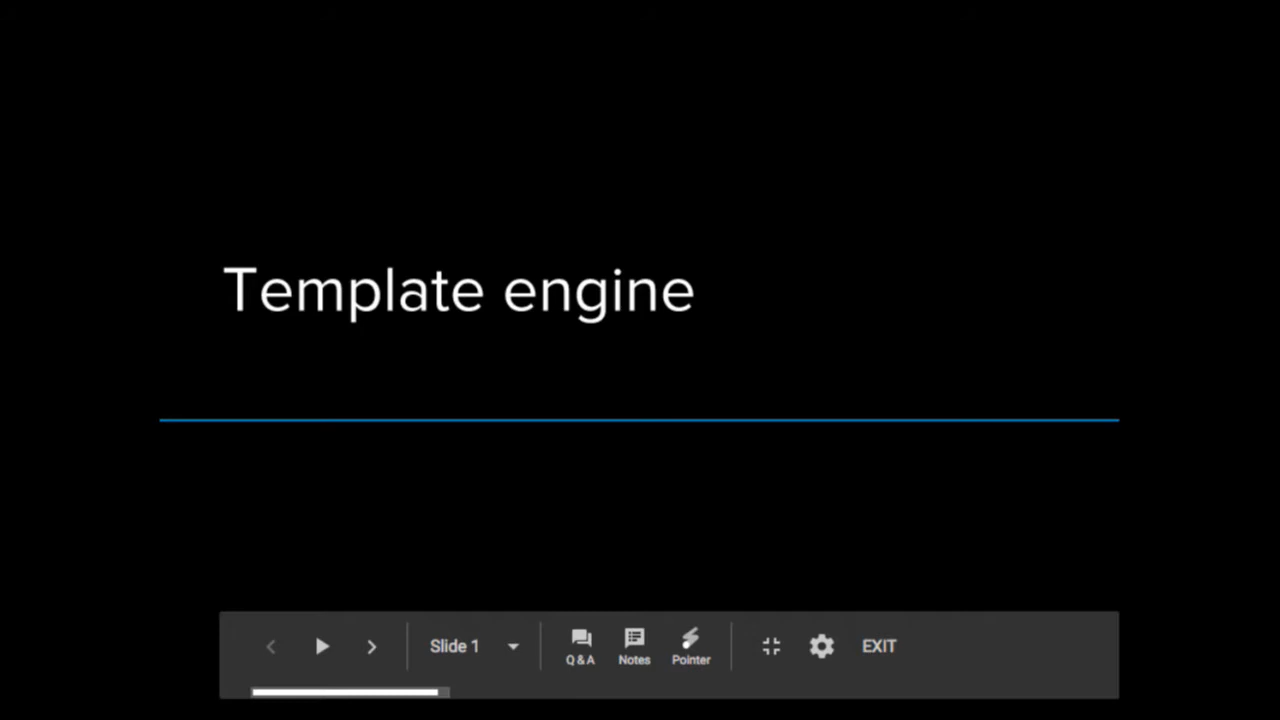 Template engine
Slide 1
Q & A
Notes
Pointer
EXIT